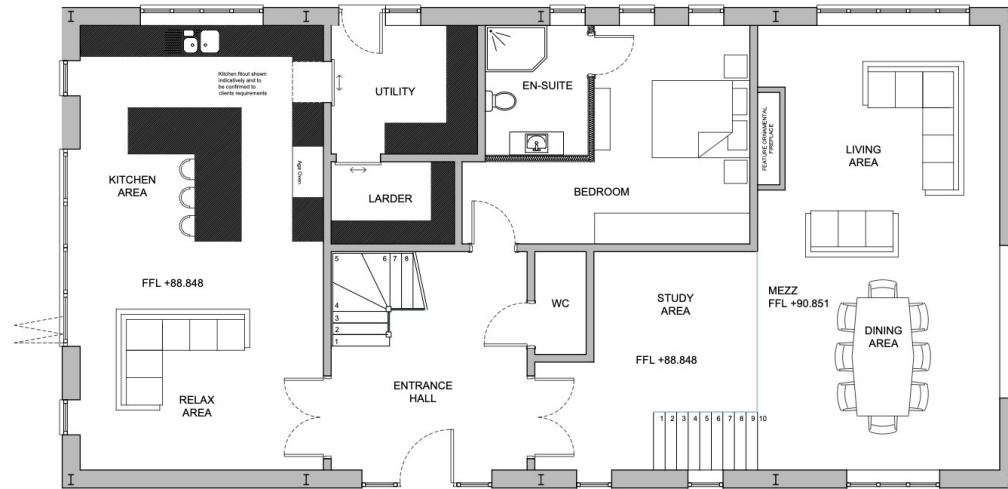 Kitchen fitout shown
indicatively and to
be confirmed to
clients requirements
UTILITY
EN-SUITE
KITCHEN
AREA
Aga Oven
LARDER
BEDROOM
FEATURE ORNAMENTAL
FIREPLACE
LIVING
AREA
FFL +88.848
5
6
7
8
4
3
2
1
WC
STUDY
AREA
FFL +88.848
MEZZ
FFL +90.851
DINING
AREA
RELAX
AREA
ENTRANCE
HALL
1 2 3 4 5 6 7 8 9 10